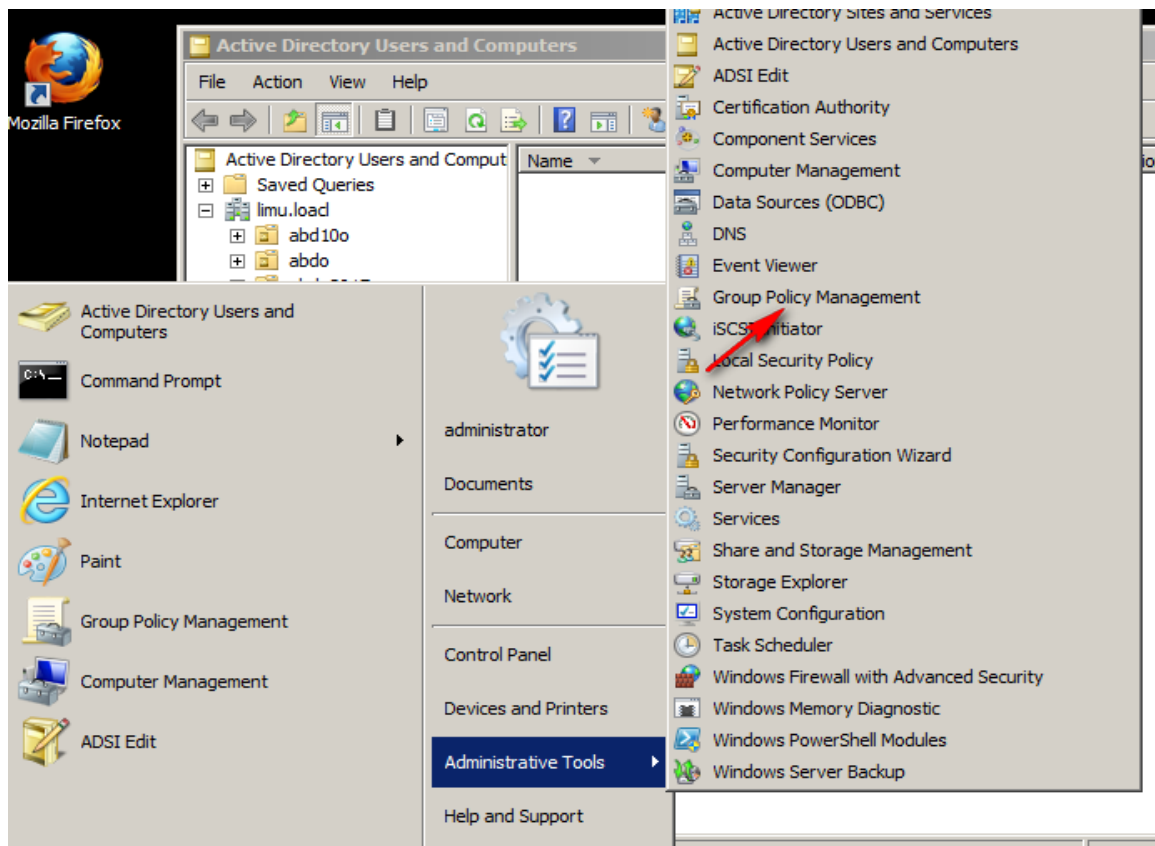 Mozilla Firefox
Active Directory Users and Computers
File Action View Help
Active Directory Users and Comput
Saved Queries
limu.loacl
abd10o
abdo
Name
Active Directory Users and Computers
Command Prompt
Notepad
Internet Explorer
Paint
Group Policy Management
Computer Management
ADSI Edit
administrator
Documents
Computer
Network
Control Panel
Devices and Printers
Administrative Tools
Help and Support
Active Directory Sites and Services
Active Directory Users and Computers
ADSI Edit
Certification Authority
Component Services
Computer Management
Data Sources (ODBC)
DNS
Event Viewer
Group Policy Management
iSCSI Initiator
Local Security Policy
Network Policy Server
Performance Monitor
Security Configuration Wizard
Server Manager
Services
Share and Storage Management
Storage Explorer
System Configuration
Task Scheduler
Windows Firewall with Advanced Security
Windows Memory Diagnostic
Windows PowerShell Modules
Windows Server Backup